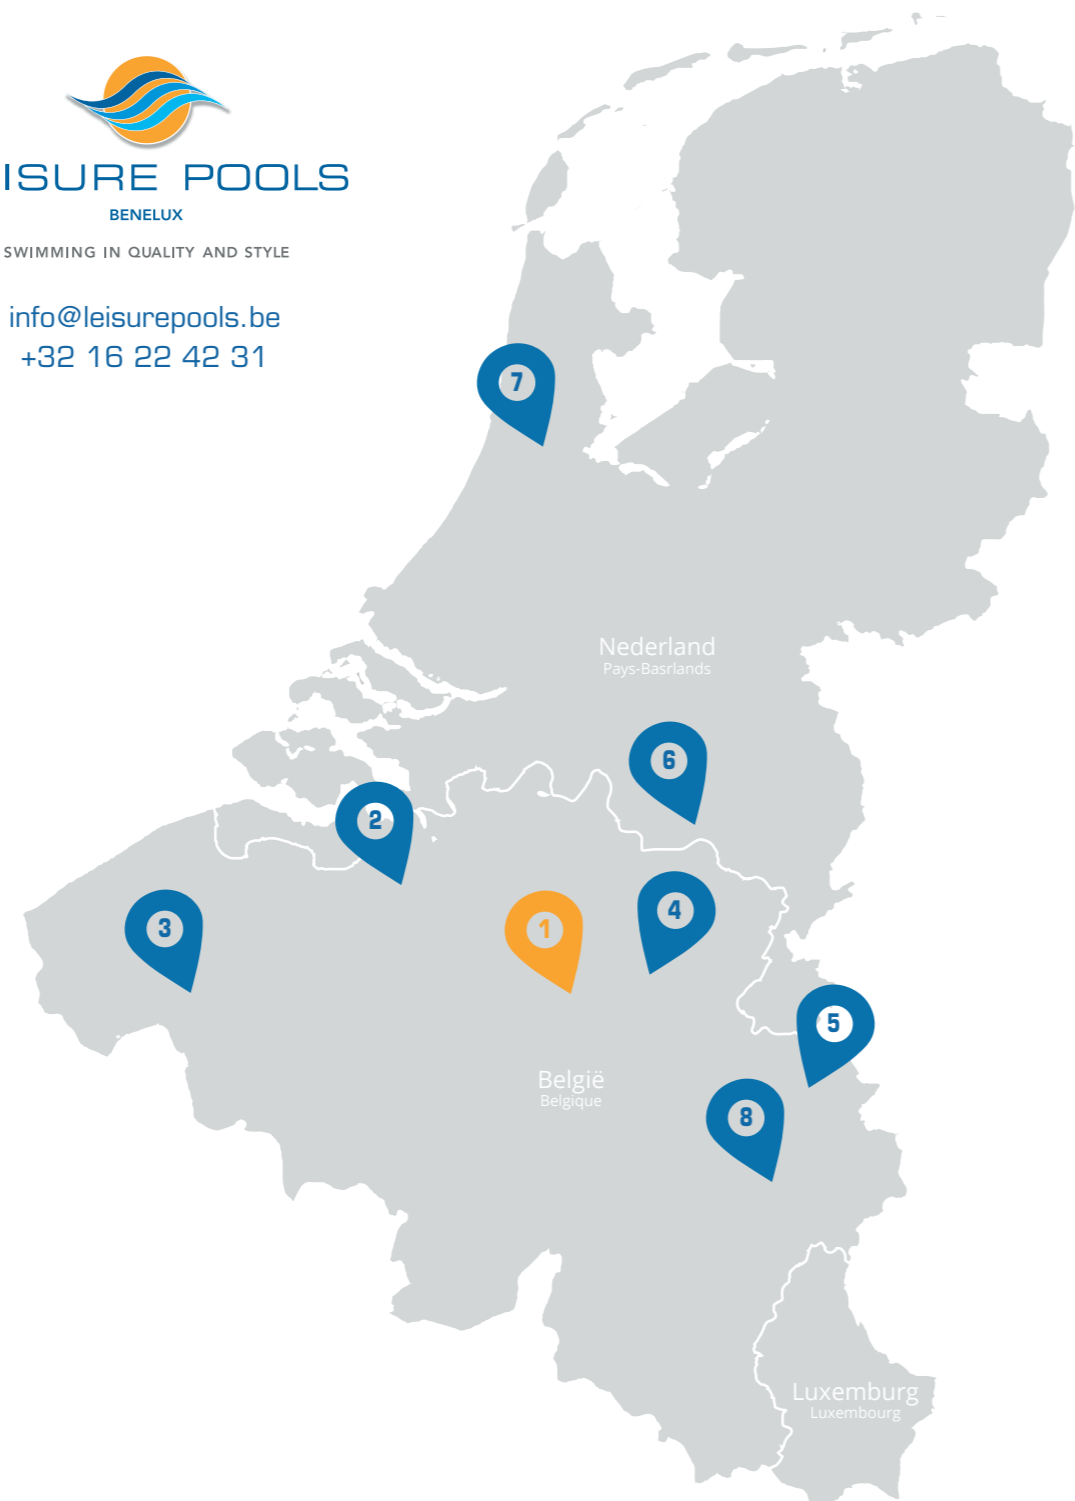 ISURE POOLS
BENELUX
SWIMMING IN QUALITY AND STYLE
info@leisurepools.be
+32 16 22 42 31
7
Nederland
Pays-Basrlands
6
2
4
3
1
5
België
Belgique
8
Luxemburg
Luxembourg